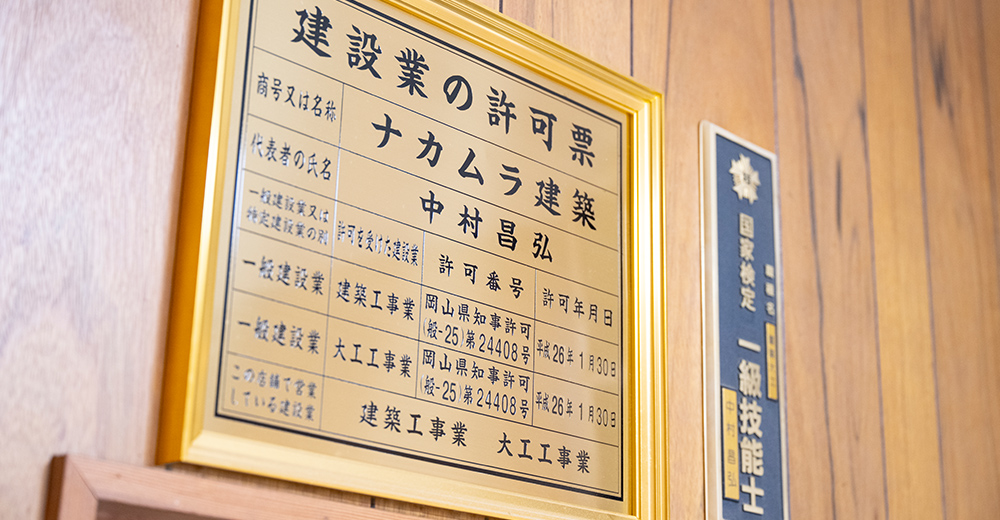 建設業の許可票
商号又は名称 ナカムラ建築
代表者の氏名 中村昌弘
一般建設業又は
特定建設業の別
許可を受けた建設業 許可番号 許可年月日
一般建設業 建築工事業 岡山県知事許可
(般-25)第24408号 平成26年1月30日
一般建設業 大工工事業 岡山県知事許可
(般-25)第24408号 平成26年1月30日
この店舗で営業
している建設業
建築工事業 大工工事業
国家検定 一級技能士
中村昌弘